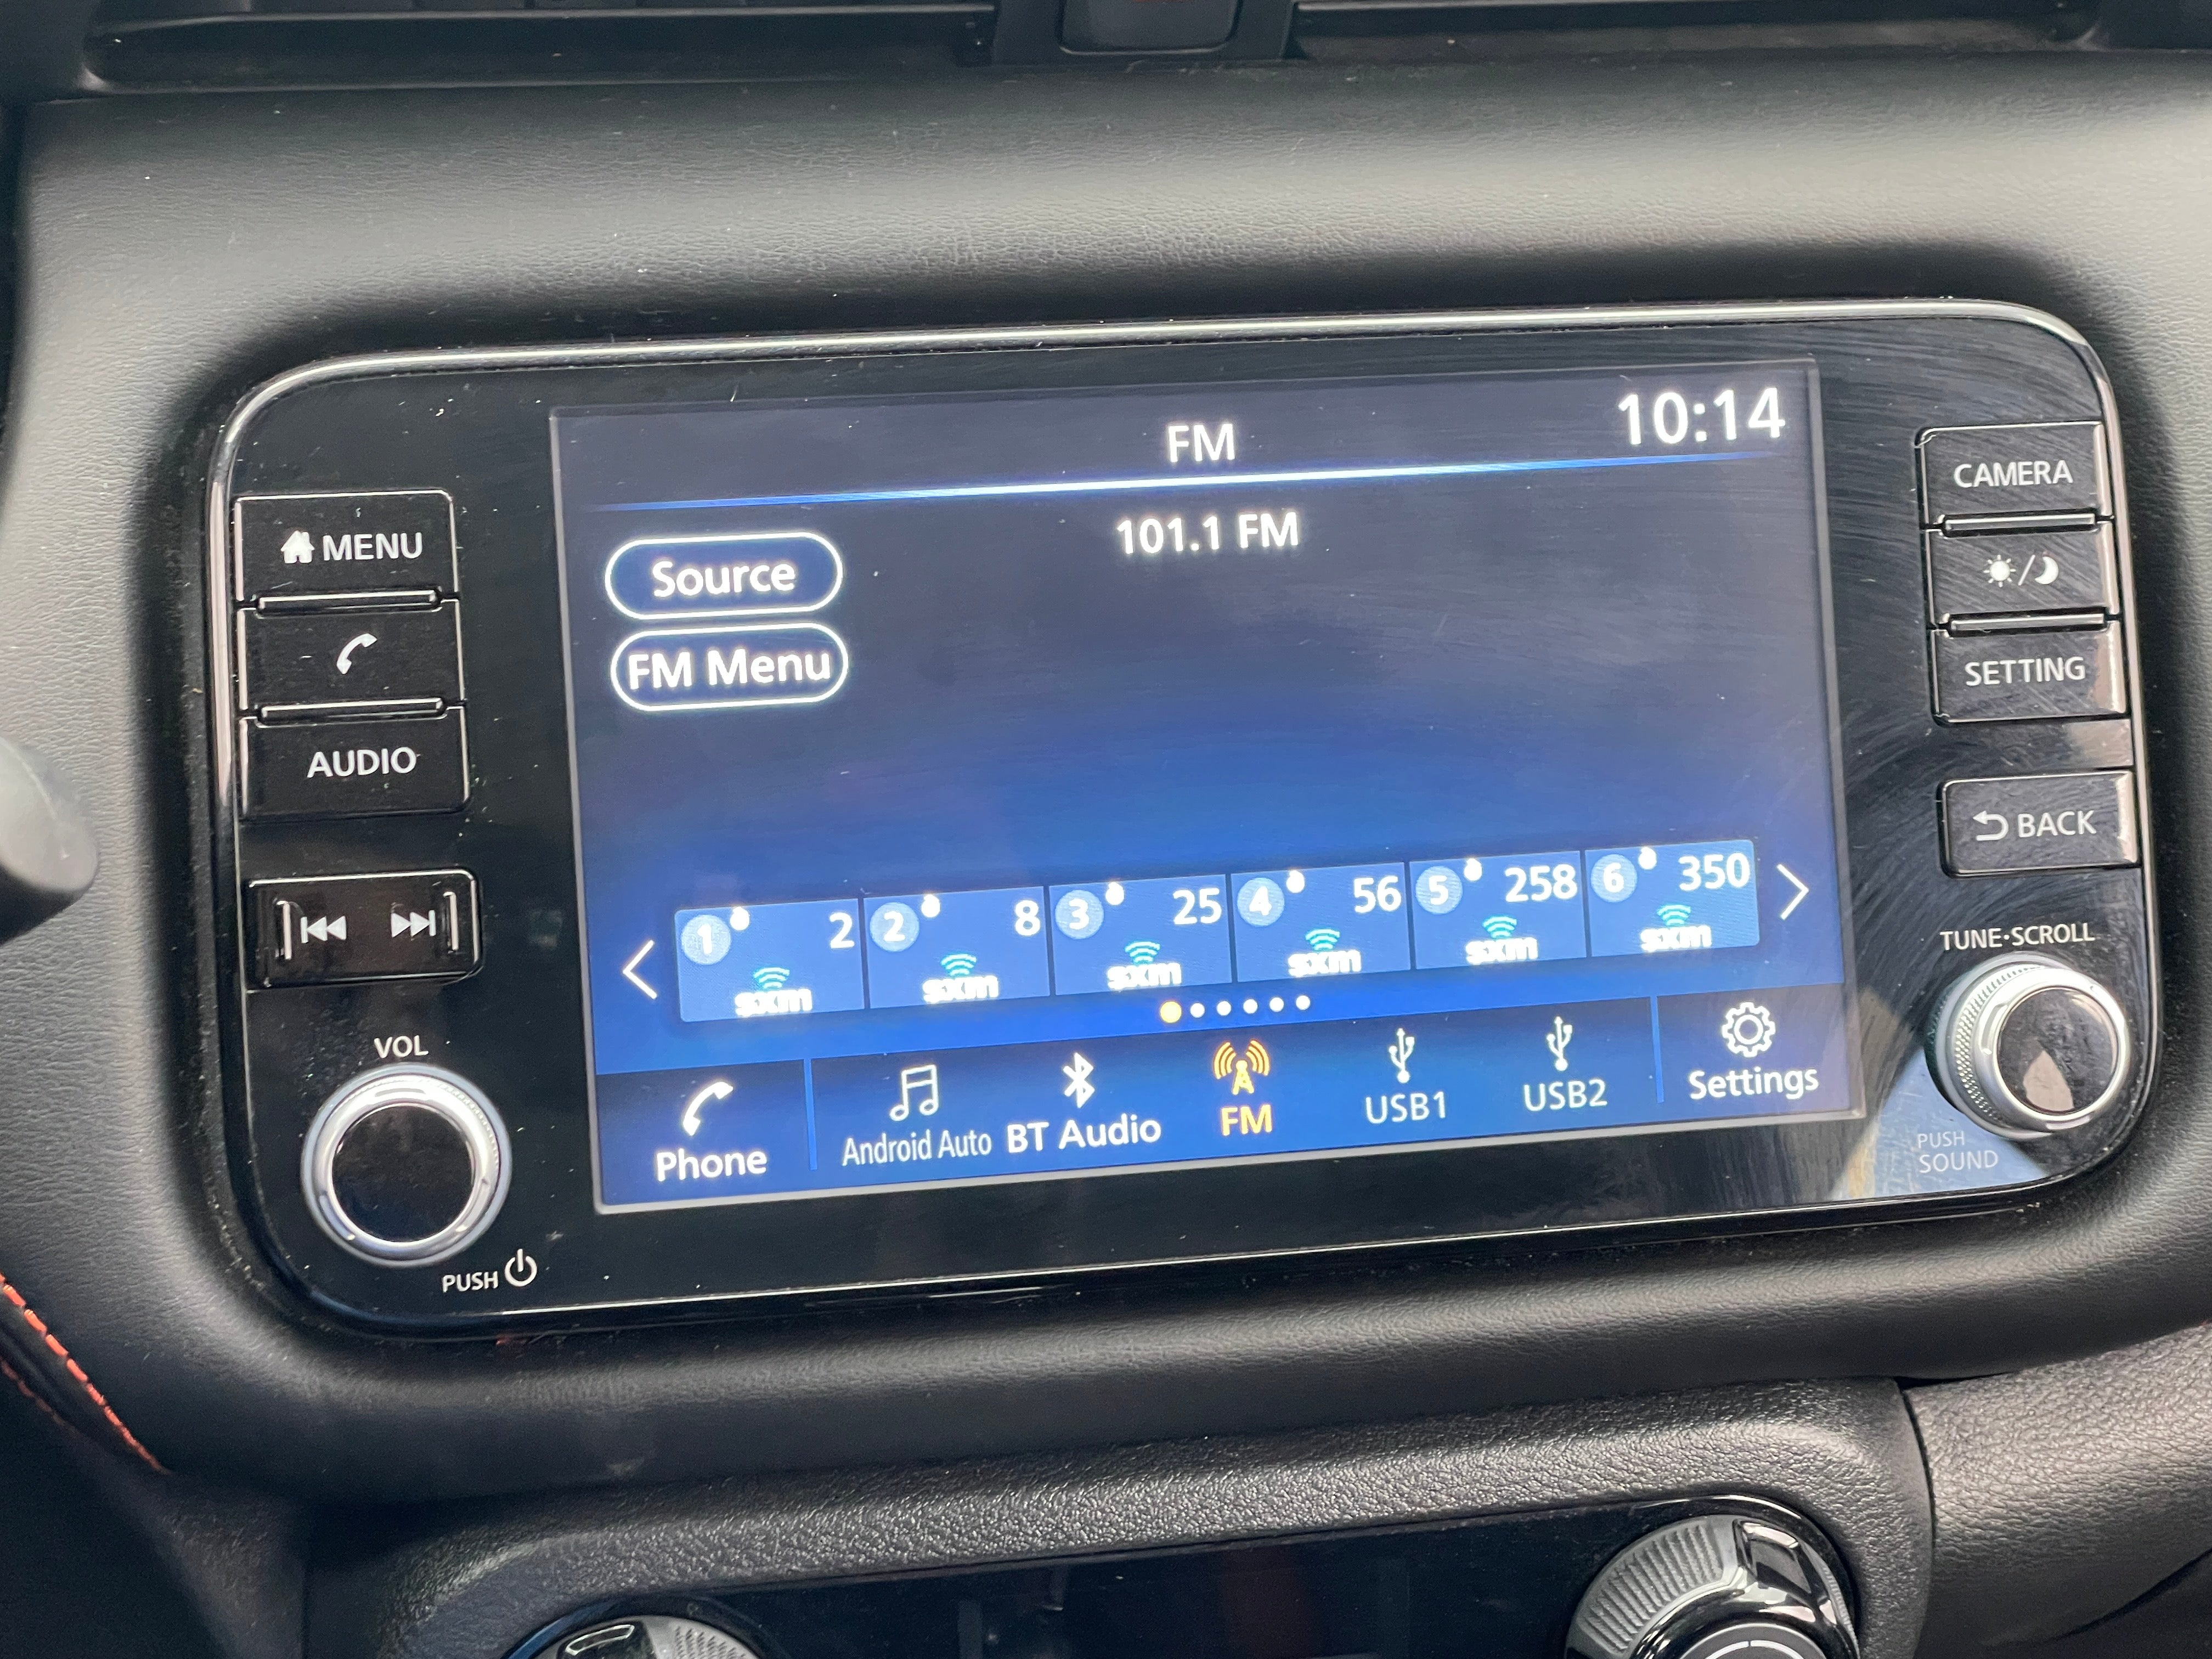 FM
10:14
101.1 FM
Source
FM Menu
1 2 sxm
2 8 sxm
3 25 sxm
4 56 sxm
5 258 sxm
6 350 sxm
Phone
Android Auto
BT Audio
FM
USB1
USB2
Settings
MENU
AUDIO
VOL
PUSH
CAMERA
SETTING
BACK
TUNE•SCROLL
PUSH
SOUND